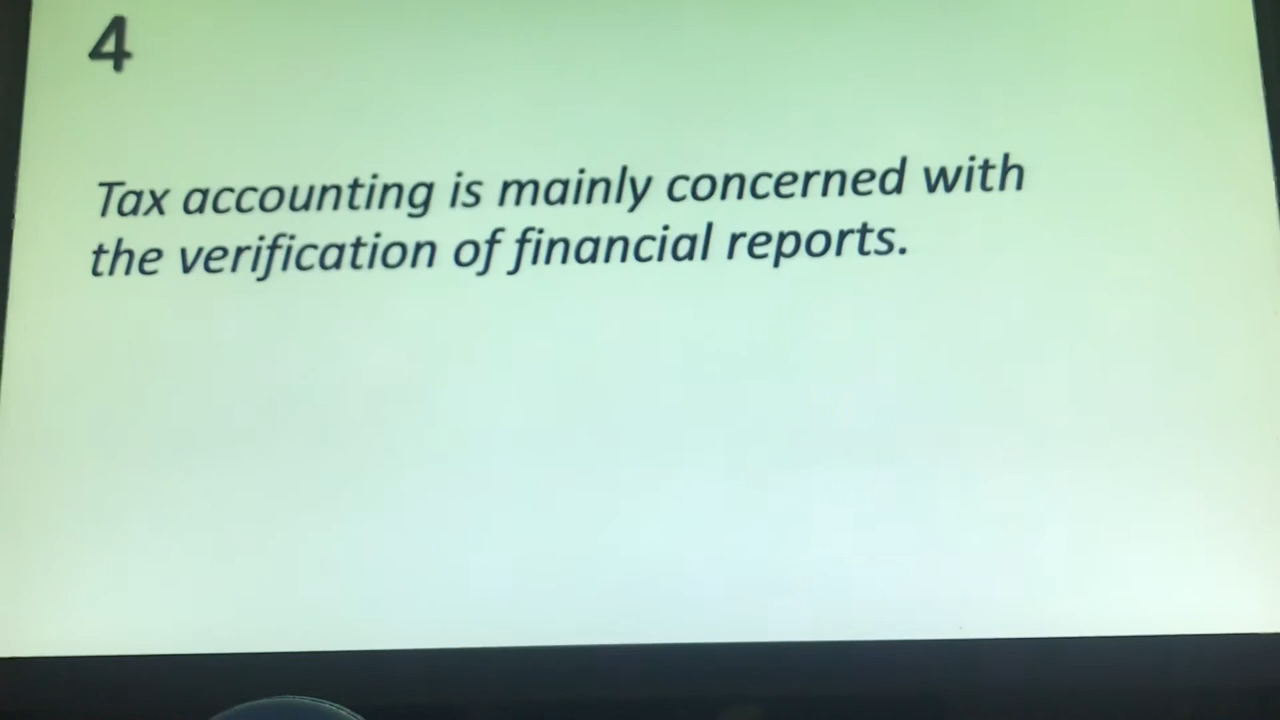 4
Tax accounting is mainly concerned with
the verification of financial reports.